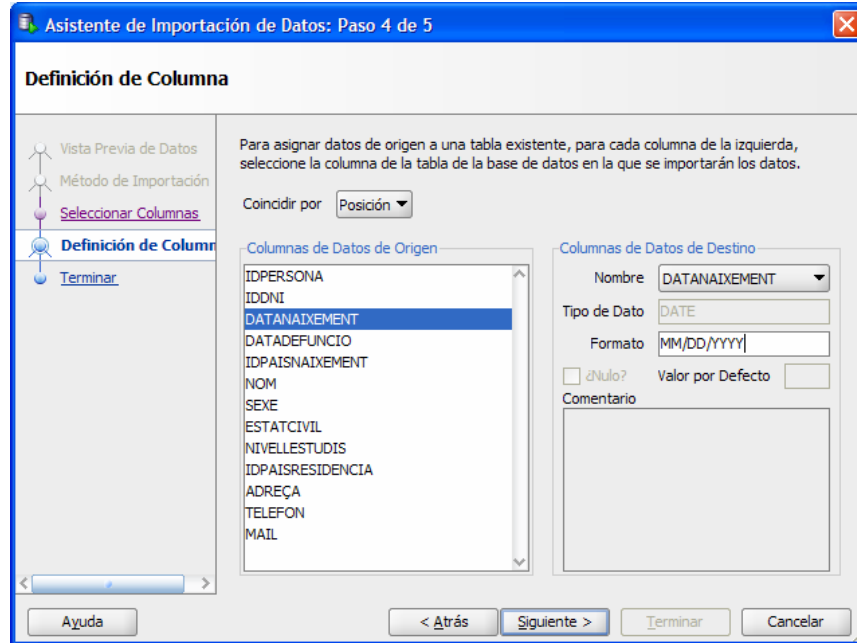 Asistente de Importación de Datos: Paso 4 de 5
Definición de Columna
Vista Previa de Datos
Método de Importación
Seleccionar Columnas
Definición de Column
Terminar
Para asignar datos de origen a una tabla existente, para cada columna de la izquierda,
seleccione la columna de la tabla de la base de datos en la que se importarán los datos.
Coincidir por Posición
Columnas de Datos de Origen
IDPERSONA
IDDNI
DATANAIXEMENT
DATADEFUNCIO
IDPAISNAIXEMENT
NOM
SEXE
ESTATCIVIL
NIVELLESTUDIS
IDPAISRESIDENCIA
ADREÇA
TELEFON
MAIL
Columnas de Datos de Destino
Nombre DATANAIXEMENT
Tipo de Dato DATE
Formato MM/DD/YYYY
¿Nulo? Valor por Defecto
Comentario
Ayuda < Atrás Siguiente > Terminar Cancelar